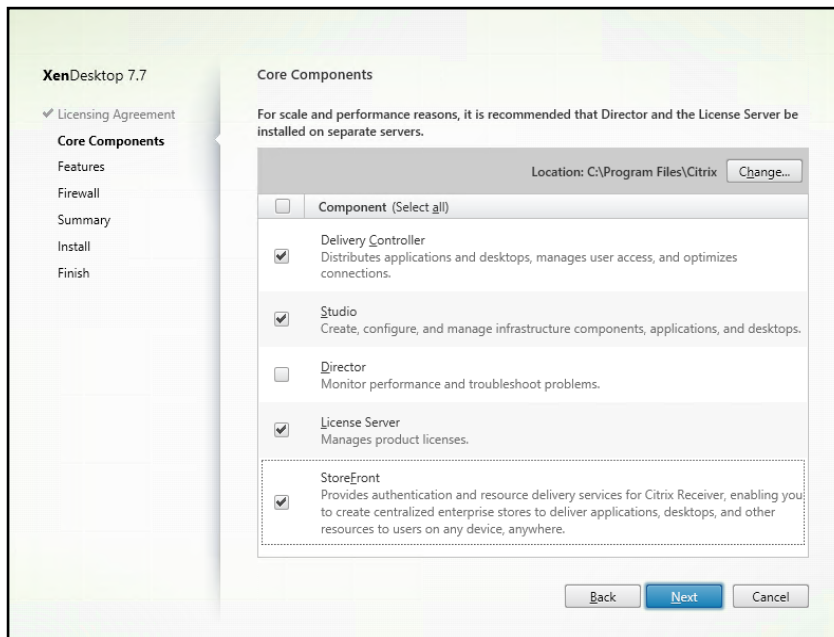 XenDesktop 7.7
Licensing Agreement
Core Components
Features
Firewall
Summary
Install
Finish
Core Components
For scale and performance reasons, it is recommended that Director and the License Server be
installed on separate servers.
Location: C:\Program Files\Citrix
Change...
Component (Select all)
Delivery Controller
Distributes applications and desktops, manages user access, and optimizes
connections.
Studio
Create, configure, and manage infrastructure components, applications, and desktops.
Director
Monitor performance and troubleshoot problems.
License Server
Manages product licenses.
StoreFront
Provides authentication and resource delivery services for Citrix Receiver, enabling you
to create centralized enterprise stores to deliver applications, desktops, and other
resources to users on any device, anywhere.
Back
Next
Cancel